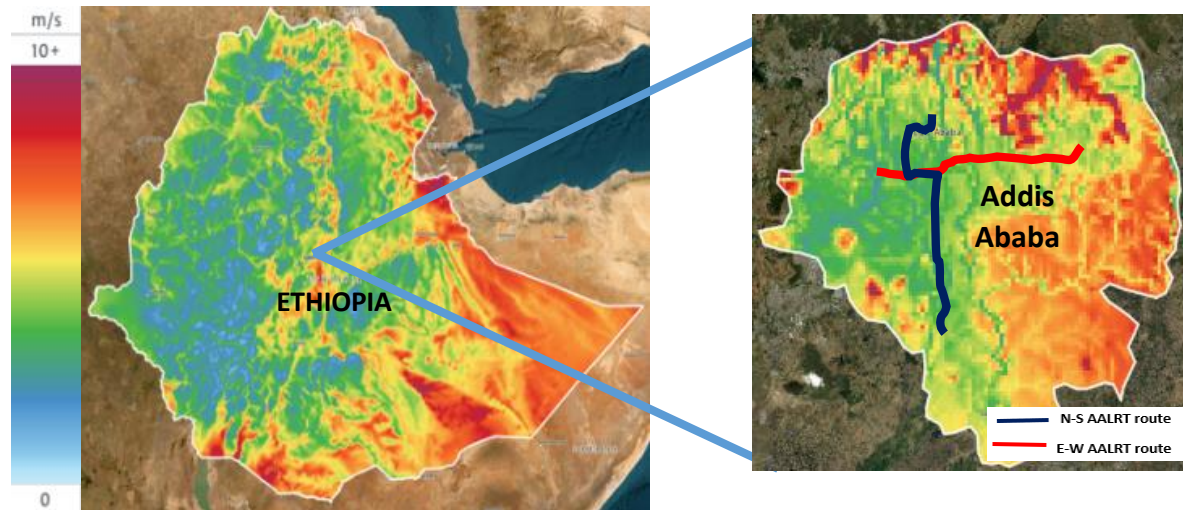 m/s
10+
0
ETHIOPIA
Addis
Ababa
N-S AALRT route
E-W AALRT route